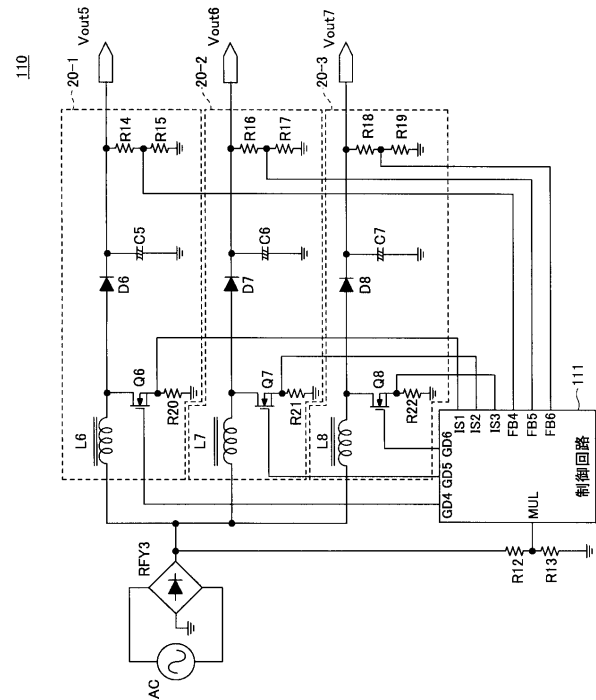 110
Vout5
Vout6
Vout7
20-1
20-2
20-3
R14
R15
R16
R17
R18
R19
C5
C6
C7
D6
D7
D8
Q6
Q7
Q8
R20
R21
R22
L6
L7
L8
RFY3
AC
R12
R13
GD4 GD5 GD6
IS1
IS2
IS3
FB4
FB5
FB6
MUL
制御回路
111